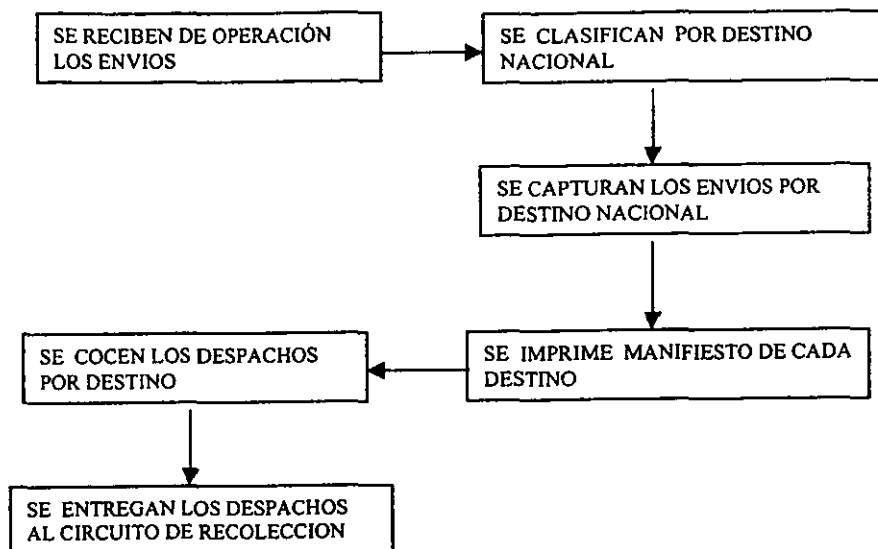 SE RECIBEN DE OPERACIÓN
LOS ENVIOS
SE CLASIFICAN POR DESTINO
NACIONAL
SE CAPTURAN LOS ENVIOS POR
DESTINO NACIONAL
SE IMPRIME MANIFIESTO DE CADA
DESTINO
SE COCEN LOS DESPACHOS
POR DESTINO
SE ENTREGAN LOS DESPACHOS
AL CIRCUITO DE RECOLECCION